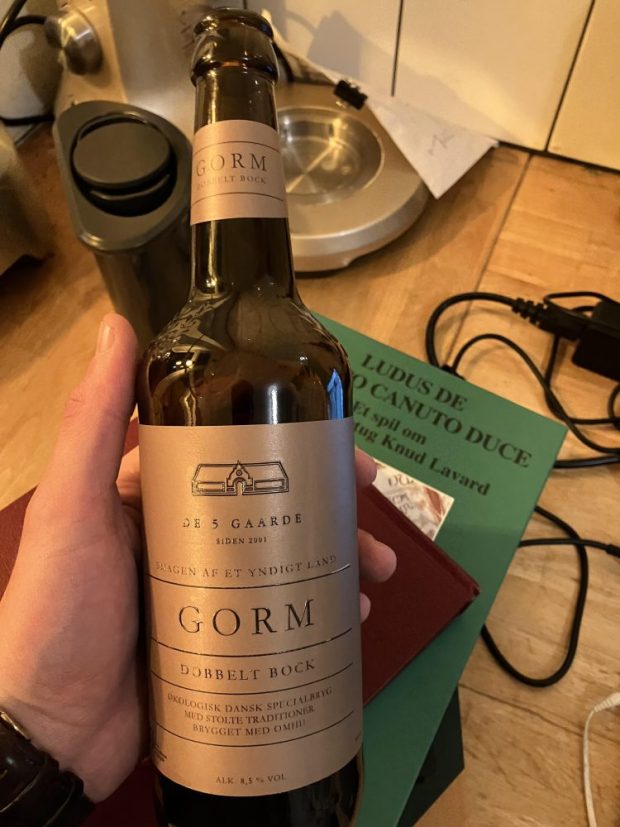 GORM
DOBBELT BOCK
DE 5 GAARDE
SIDEN 2001
SMAGEN AF ET YNDIGT LAND
GORM
DOBBELT BOCK
ØKOLOGISK DANSK SPECIALBRYG
MED STOLTE TRADITIONER
BRYGGET MED OMHU
ALK. 8,5 % VOL
LUDUS DE
O CANUTO DUCE
Et spil om
tug Knud Lavard